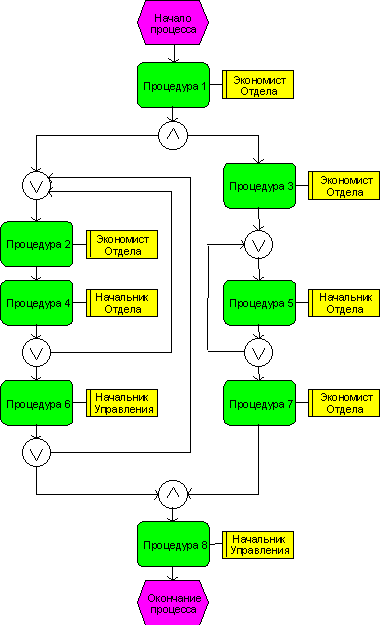 Начало
процесса
Процедура 1
Экономист
Отдела
Процедура 3
Экономист
Отдела
Процедура 2
Экономист
Отдела
Процедура 4
Начальник
Отдела
Процедура 5
Начальник
Отдела
Процедура 6
Начальник
Управления
Процедура 7
Экономист
Отдела
Процедура 8
Начальник
Управления
Окончание
процесса